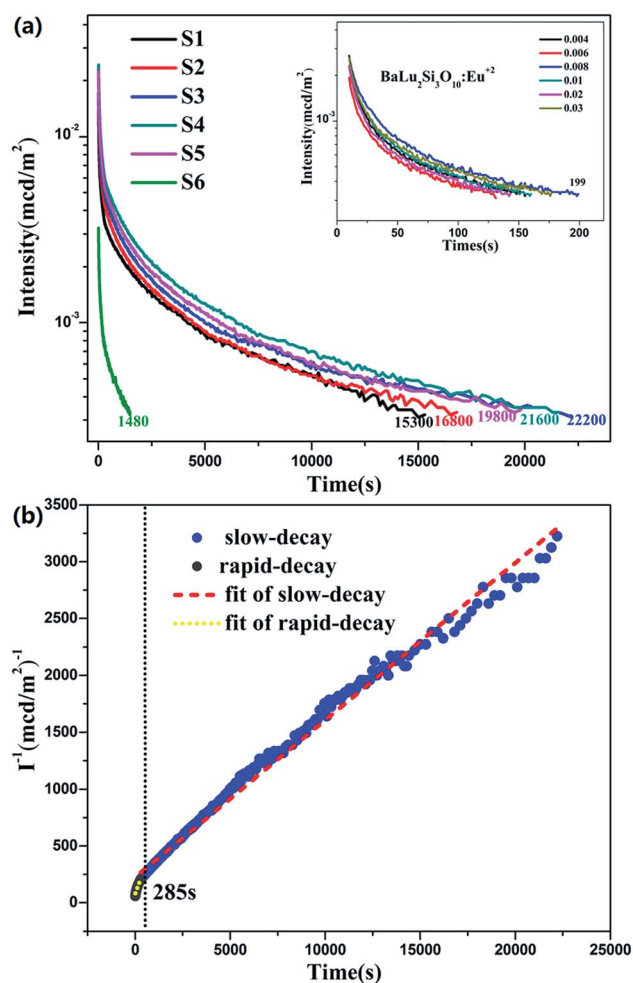 (a)
S1
S2
S3
S4
S5
S6
10⁻²
10⁻³
Intensity(mcd/m²)
1480
15300
16800
19800
21600
22200
0
5000
10000
15000
20000
Time(s)
BaLu₂Si₃O₁₀:Eu⁺²
0.004
0.006
0.008
0.01
0.02
0.03
10⁻³
Intensity(mcd/m²)
199
0
50
100
150
200
Times(s)
(b)
slow-decay
rapid-decay
fit of slow-decay
fit of rapid-decay
3500
3000
2500
2000
1500
1000
500
0
I⁻¹(mcd/m²)⁻¹
285s
0
5000
10000
15000
20000
25000
Time(s)